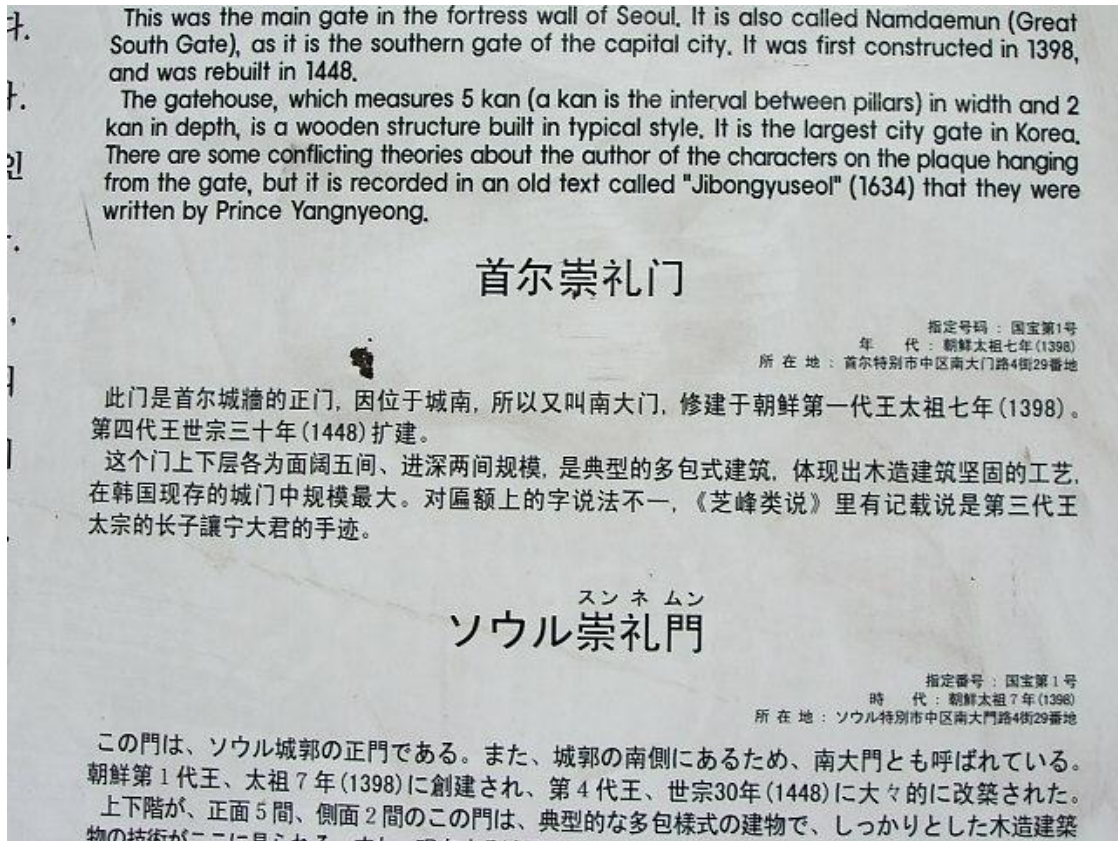 다.
This was the main gate in the fortress wall of Seoul. It is also called Namdaemun (Great
South Gate), as it is the southern gate of the capital city. It was first constructed in 1398,
and was rebuilt in 1448.
The gatehouse, which measures 5 kan (a kan is the interval between pillars) in width and 2
kan in depth, is a wooden structure built in typical style. It is the largest city gate in Korea.
There are some conflicting theories about the author of the characters on the plaque hanging
from the gate, but it is recorded in an old text called "Jibongyuseol" (1634) that they were
written by Prince Yangnyeong.
首尔崇礼门
指定号码 : 国宝第1号
年 代 : 朝鲜太祖七年(1398)
所 在 地 : 首尔特别市中区南大门路4街29番地
此门是首尔城牆的正门, 因位于城南, 所以又叫南大门, 修建于朝鲜第一代王太祖七年(1398)。
第四代王世宗三十年(1448)扩建。
这个门上下层各为面阔五间、进深两间规模, 是典型的多包式建筑, 体现出木造建筑坚固的工艺,
在韩国现存的城门中规模最大。对匾额上的字说法不一, 《芝峰类说》里有记载说是第三代王
太宗的长子讓宁大君的手迹。
スンネムン
ソウル崇礼門
指定番号 : 国宝第1号
時 代 : 朝鮮太祖7年(1398)
所 在 地 : ソウル特別市中区南大門路4街29番地
この門は、ソウル城郭の正門である。また、城郭の南側にあるため、南大門とも呼ばれている。
朝鮮第1代王、太祖7年(1398)に創建され、第4代王、世宗30年(1448)に大々的に改築された。
上下階が、正面5間、側面2間のこの門は、典型的な多包様式の建物で、しっかりとした木造建築